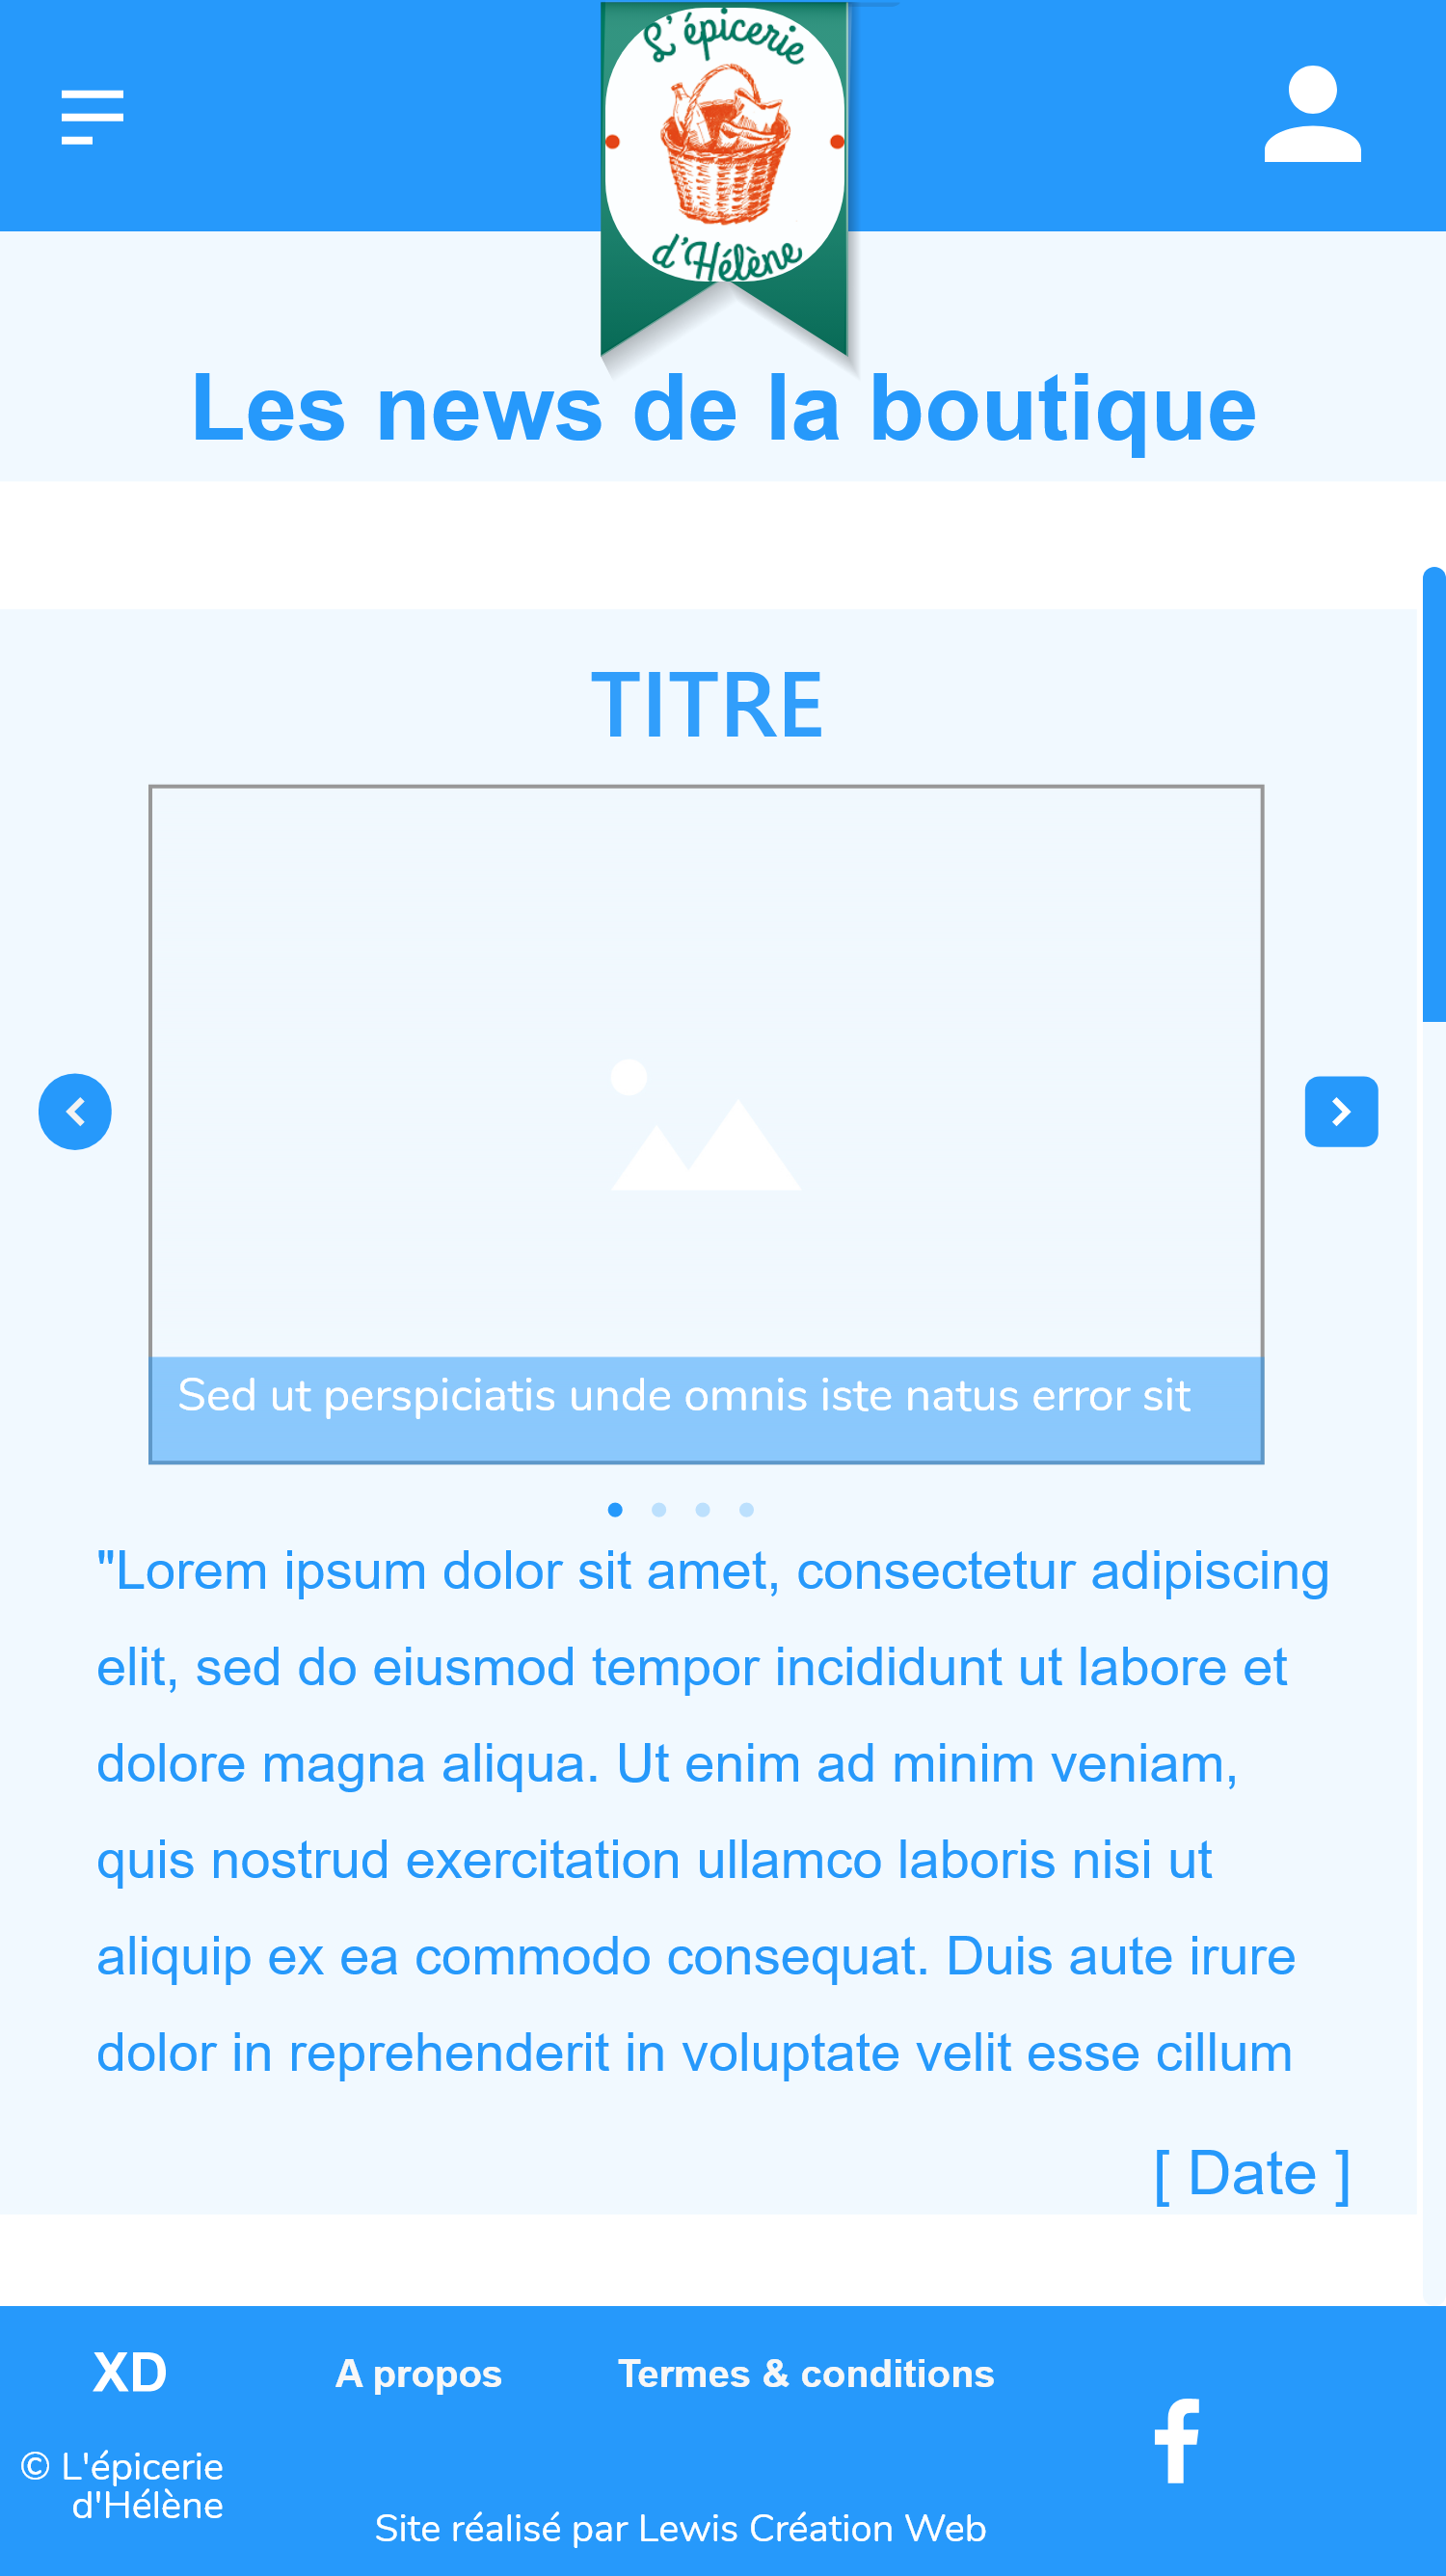 L'épicerie
d'Hélène
Les news de la boutique
TITRE
Sed ut perspiciatis unde omnis iste natus error sit
"Lorem ipsum dolor sit amet, consectetur adipiscing
elit, sed do eiusmod tempor incididunt ut labore et
dolore magna aliqua. Ut enim ad minim veniam,
quis nostrud exercitation ullamco laboris nisi ut
aliquip ex ea commodo consequat. Duis aute irure
dolor in reprehenderit in voluptate velit esse cillum
[ Date ]
XD
A propos
Termes & conditions
© L'épicerie
d'Hélène
Site réalisé par Lewis Création Web